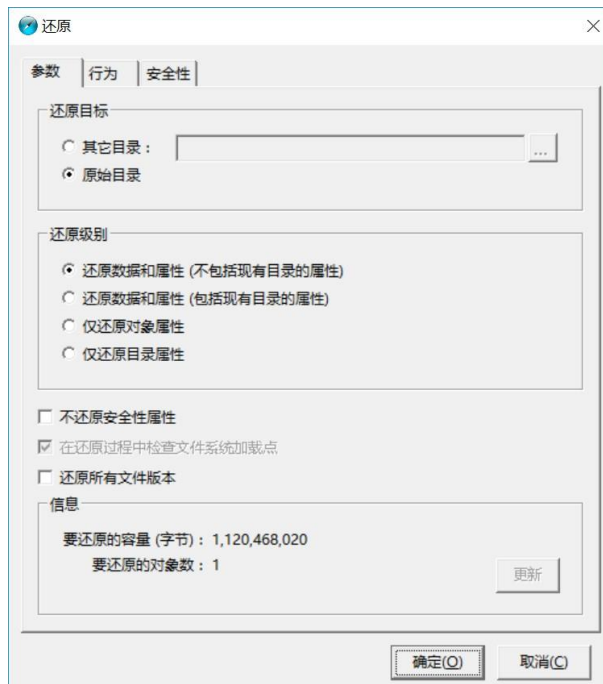 还原
参数 行为 安全性
还原目标
其它目录：
...
原始目录
还原级别
还原数据和属性 (不包括现有目录的属性)
还原数据和属性 (包括现有目录的属性)
仅还原对象属性
仅还原目录属性
不还原安全性属性
在还原过程中检查文件系统加载点
还原所有文件版本
信息
要还原的容量 (字节)：1,120,468,020
要还原的对象数：1
更新
确定(O) 取消(C)